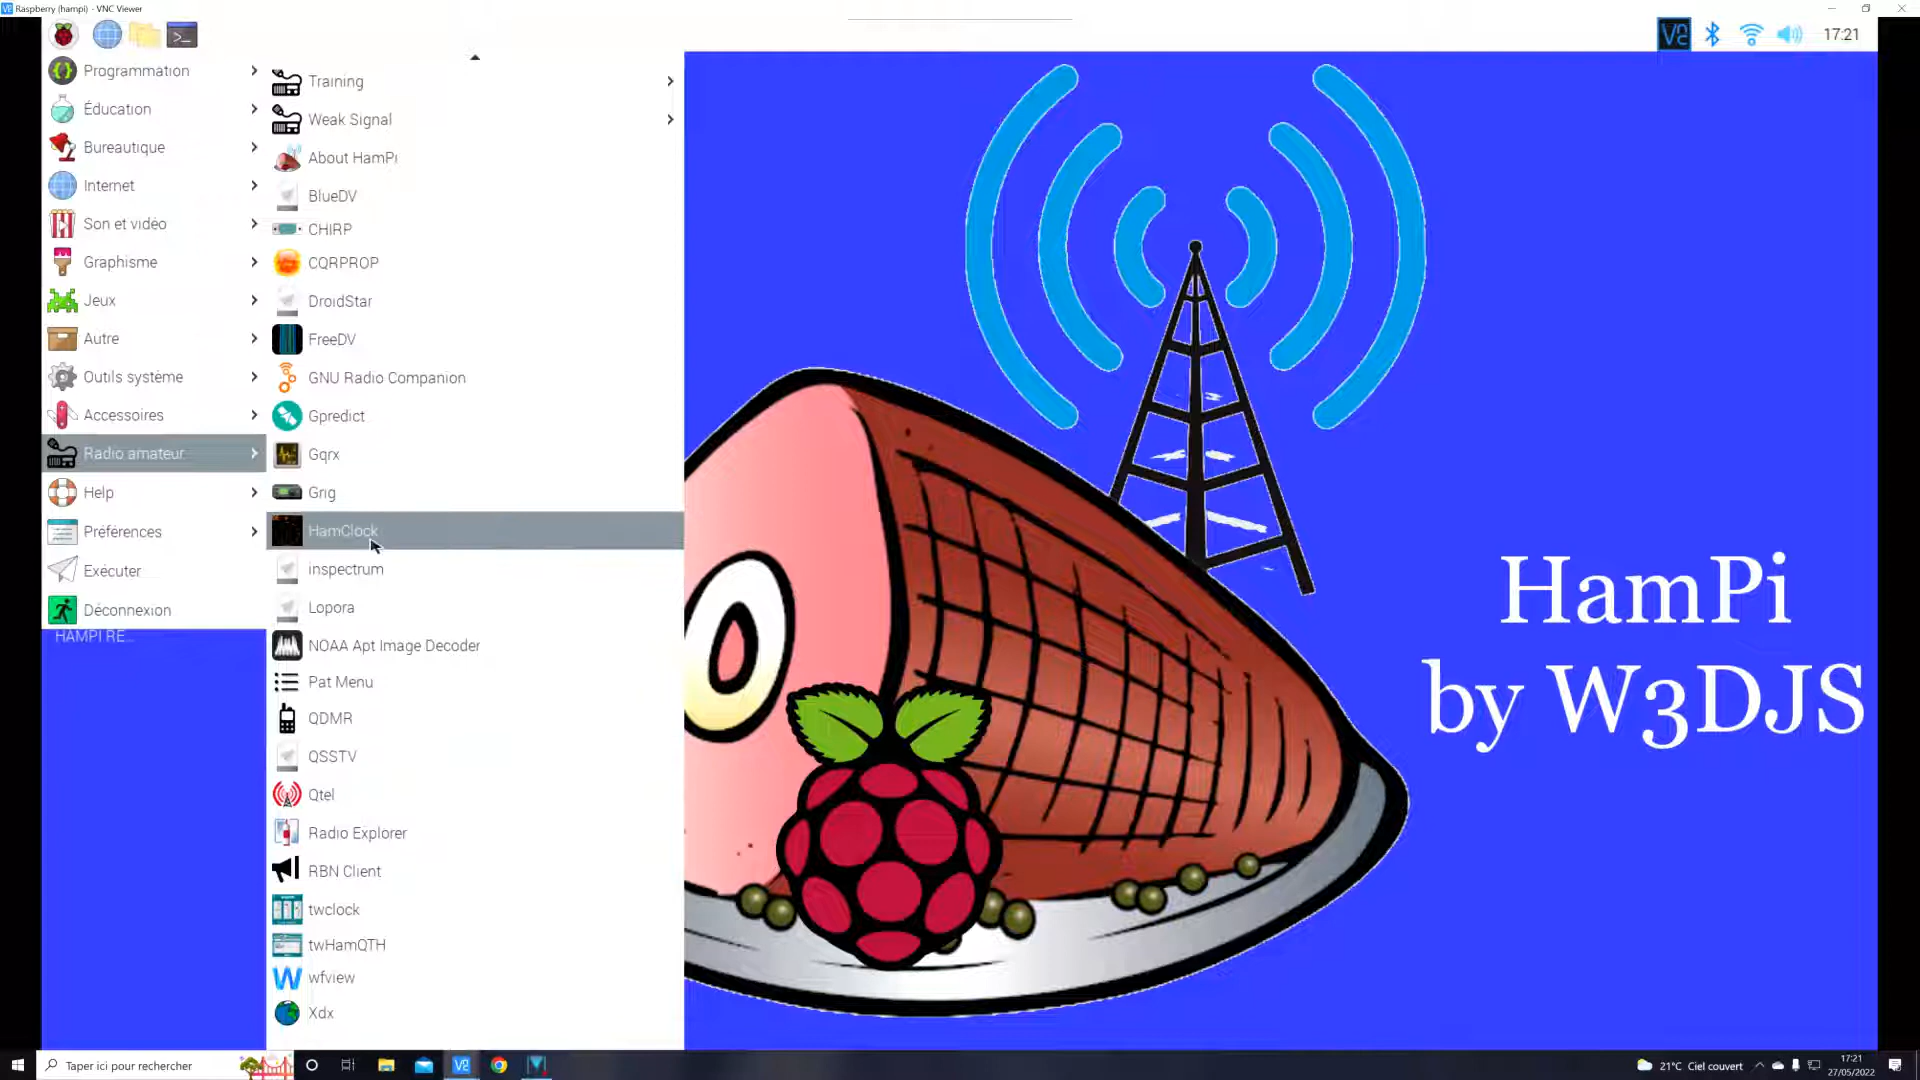 Raspberry (hampi) - VNC Viewer
17:21
Programmation
Éducation
Bureautique
Internet
Son et vidéo
Graphisme
Jeux
Autre
Outils système
Accessoires
Radio amateur
Help
Préférences
Exécuter
Déconnexion
HAMPI RE...
Training
Weak Signal
About HamPi
BlueDV
CHIRP
CQRPROP
DroidStar
FreeDV
GNU Radio Companion
Gpredict
Gqrx
Grig
HamClock
inspectrum
Lopora
NOAA Apt Image Decoder
Pat Menu
QDMR
QSSTV
Qtel
Radio Explorer
RBN Client
twclock
twHamQTH
wfview
Xdx
HamPi
by W3DJS
Taper ici pour rechercher
21°C Ciel couvert
17:21
27/05/2022